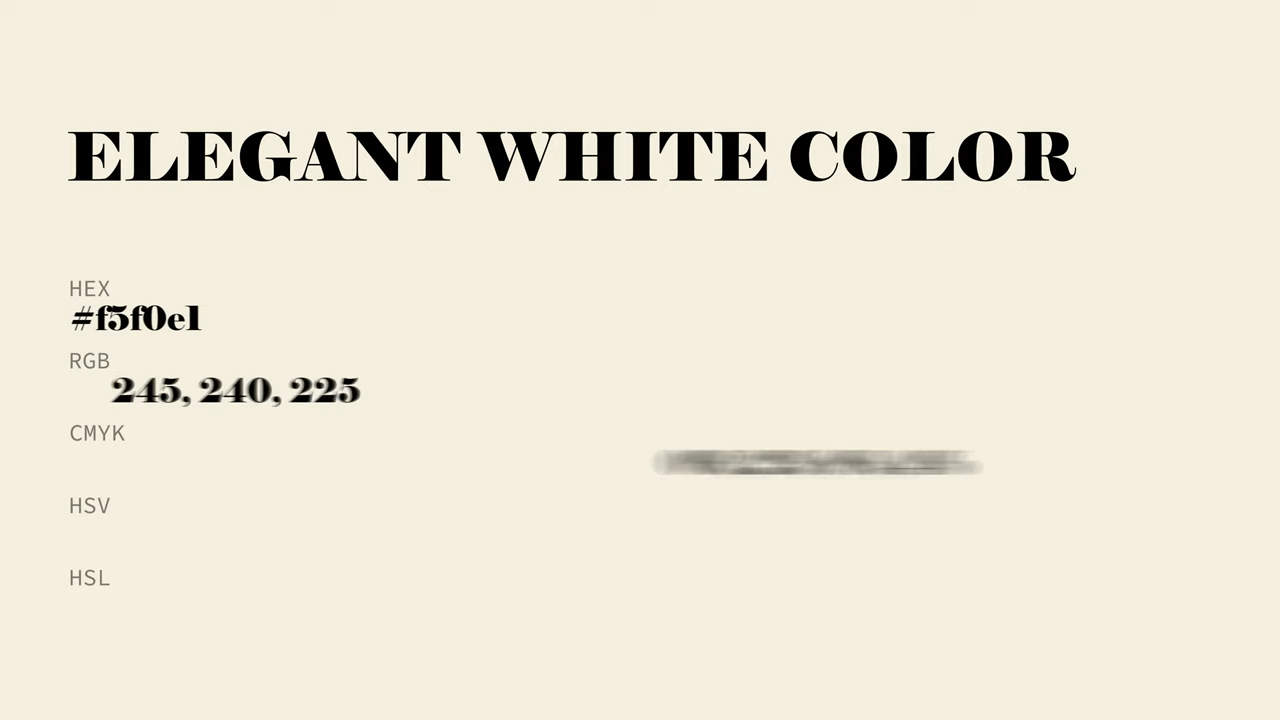 ELEGANT WHITE COLOR
HEX
#f5f0e1
RGB
245, 240, 225
CMYK
HSV
HSL